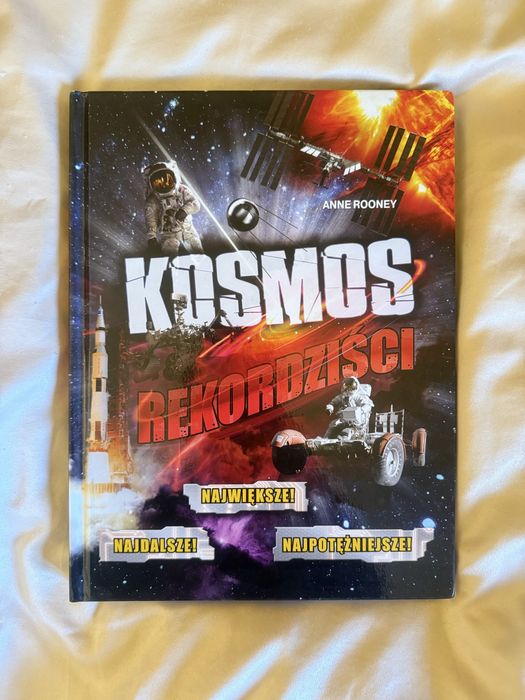 ANNE ROONEY
KOSMOS
REKORDZIŚCI
NAJWIĘKSZE!
NAJDALSZE!
NAJPOTĘŻNIEJSZE!